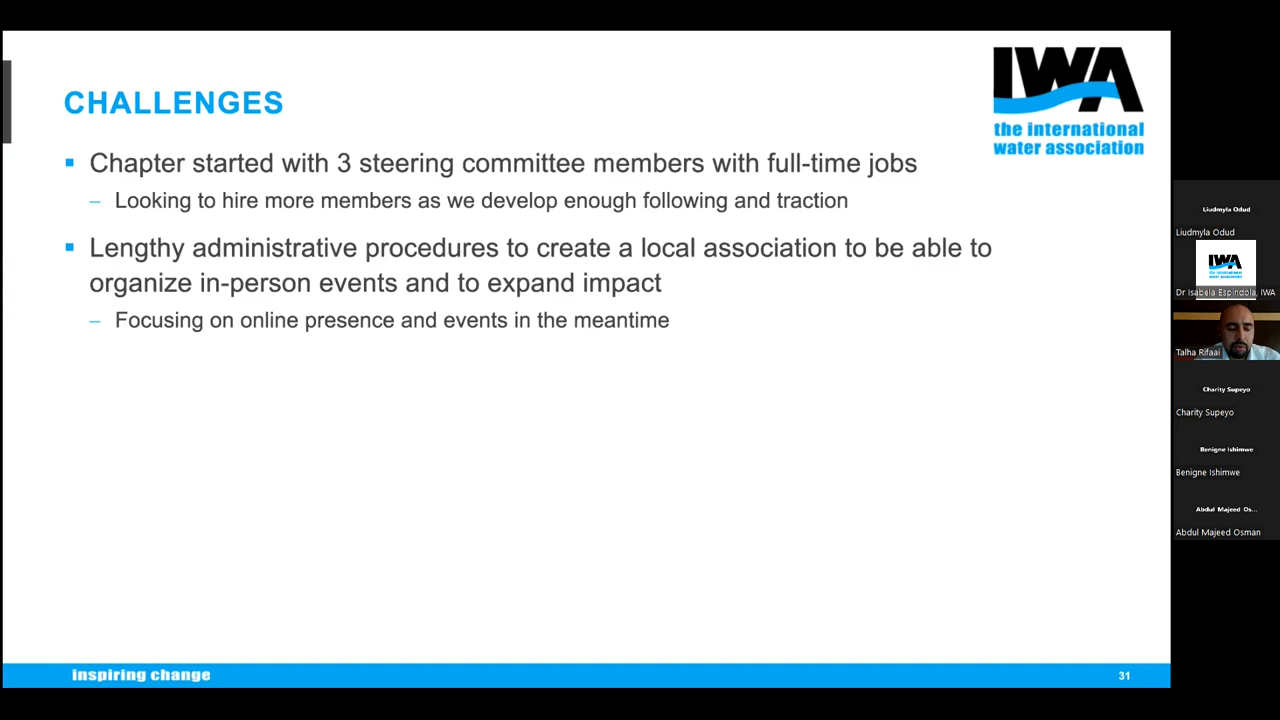 CHALLENGES
IWA
the international
water association
▪ Chapter started with 3 steering committee members with full-time jobs
– Looking to hire more members as we develop enough following and traction
▪ Lengthy administrative procedures to create a local association to be able to
organize in-person events and to expand impact
– Focusing on online presence and events in the meantime
inspiring change
31
Liudmyla Odud
Liudmyla Odud
IWA
Dr Isabela Espindola, IWA
Talha Rifaai
Charity Supeyo
Charity Supeyo
Benigne Ishimwe
Benigne Ishimwe
Abdul Majeed Os...
Abdul Majeed Osman